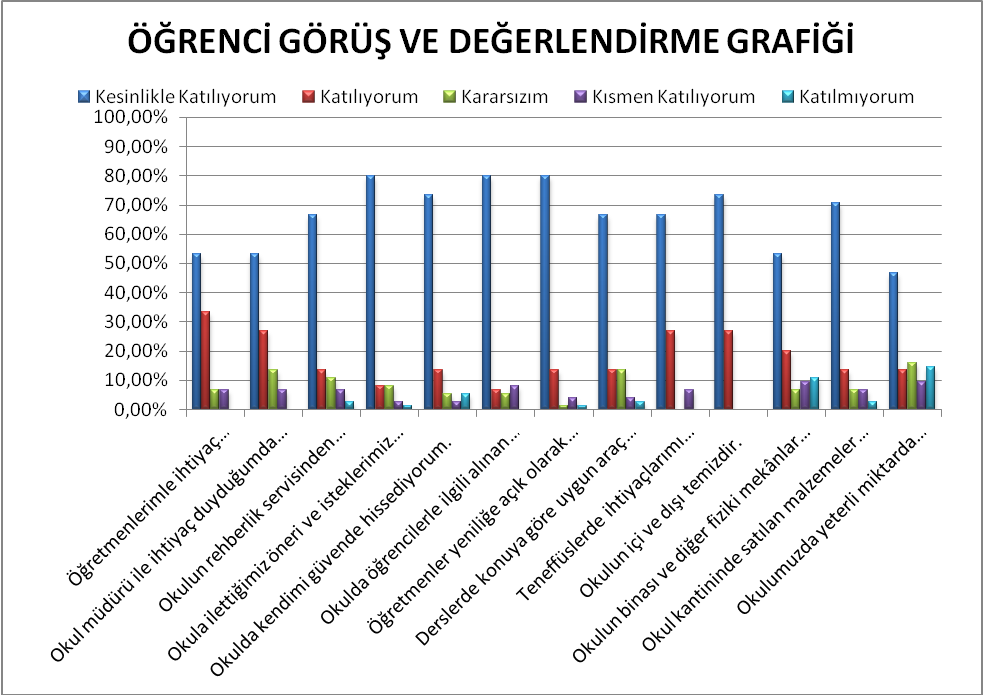 ÖĞRENCİ GÖRÜŞ VE DEĞERLENDİRME GRAFİĞİ
Kesinlikle Katılıyorum Katılıyorum Kararsızım Kısmen Katılıyorum Katılmıyorum
100,00%
90,00%
80,00%
70,00%
60,00%
50,00%
40,00%
30,00%
20,00%
10,00%
0,00%
Öğretmenlerimle ihtiyaç...
Okul müdürü ile ihtiyaç duyduğumda...
Okulun rehberlik servisinden...
Okula ilettiğimiz öneri ve isteklerimiz...
Okulda kendimi güvende hissediyorum.
Okulda öğrencilerle ilgili alınan...
Öğretmenler yeniliğe açık olarak...
Derslerde konuya göre uygun araç...
Teneffüslerde ihtiyaçlarımı...
Okulun içi ve dışı temizdir.
Okulun binası ve diğer fiziki mekânlar...
Okul kantininde satılan malzemeler...
Okulumuzda yeterli miktarda...